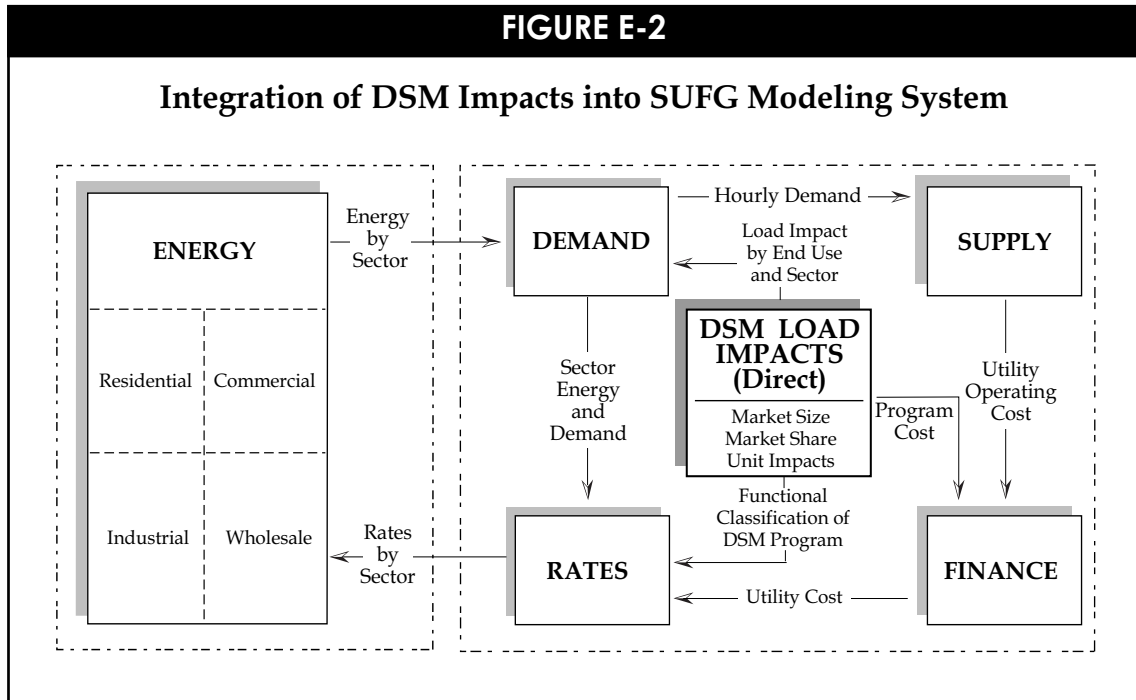 FIGURE E-2
Integration of DSM Impacts into SUFG Modeling System
ENERGY
Residential
Commercial
Industrial
Wholesale
Energy
by
Sector
Rates
by
Sector
DEMAND
Hourly Demand
SUPPLY
Load Impact
by End Use
and Sector
DSM LOAD
IMPACTS
(Direct)
Market Size
Market Share
Unit Impacts
Sector
Energy
and
Demand
Program
Cost
Utility
Operating
Cost
Functional
Classification of
DSM Program
RATES
Utility Cost
FINANCE